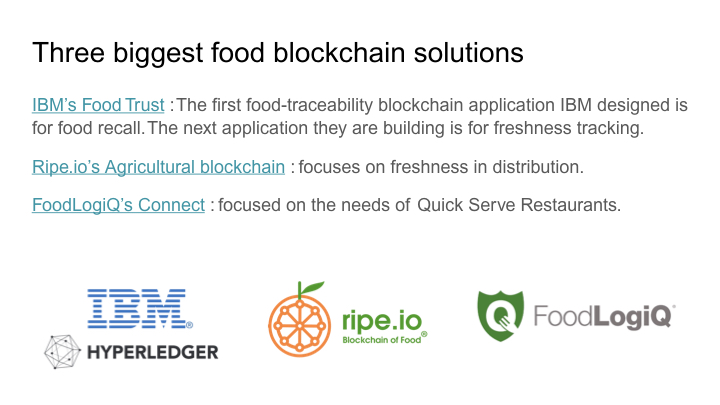 Three biggest food blockchain solutions
IBM’s Food Trust : The first food-traceability blockchain application IBM designed is
for food recall. The next application they are building is for freshness tracking.
Ripe.io’s Agricultural blockchain : focuses on freshness in distribution.
FoodLogiQ’s Connect : focused on the needs of Quick Serve Restaurants.
IBM®
HYPERLEDGER
ripe.io®
Blockchain of Food
FoodLogiQ®